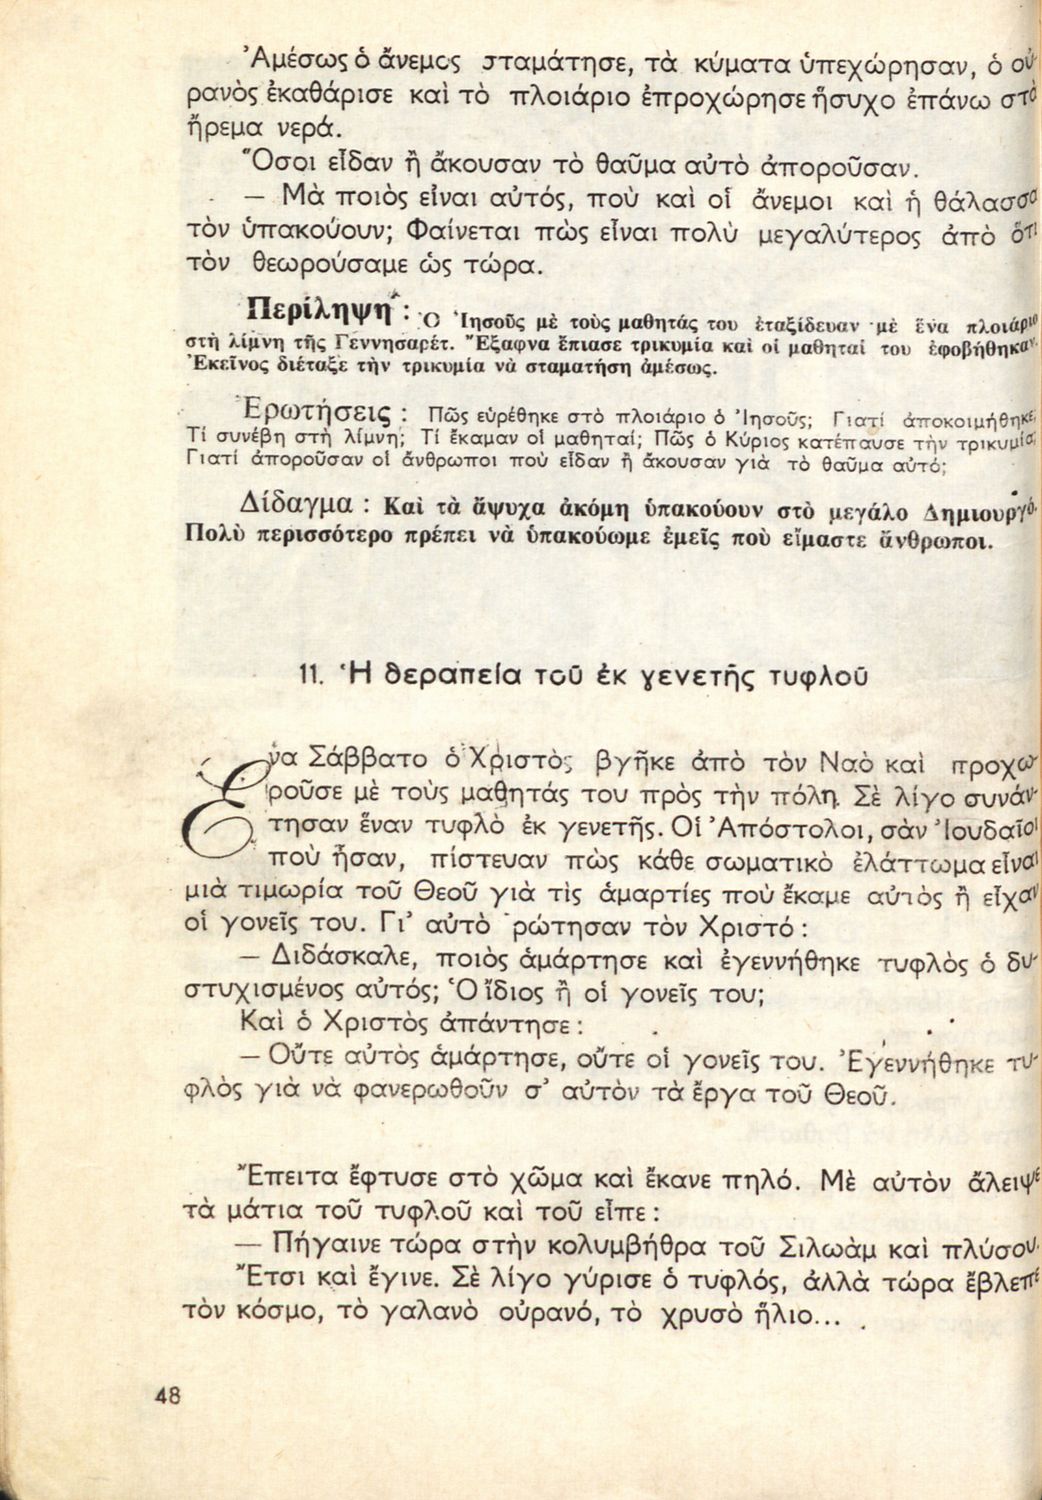 Ἀμέσως ὁ ἄνεμος σταμάτησε, τὰ κύματα ὑπεχώρησαν, ὁ οὐ-
ρανὸς ἐκαθάρισε καὶ τὸ πλοιάριο ἐπροχώρησε ἥσυχο ἐπάνω στὰ
ἤρεμα νερά.
Ὅσοι εἶδαν ἢ ἄκουσαν τὸ θαῦμα αὐτὸ ἀποροῦσαν.
— Μὰ ποιὸς εἶναι αὐτός, ποὺ καὶ οἱ ἄνεμοι καὶ ἡ θάλασσα
τὸν ὑπακούουν; Φαίνεται πὼς εἶναι πολὺ μεγαλύτερος ἀπὸ ὅτι
τὸν θεωρούσαμε ὡς τώρα.
Περίληψη : Ὁ Ἰησοῦς μὲ τοὺς μαθητάς του ἐταξίδευαν μὲ ἕνα πλοιάριο
στὴ λίμνη τῆς Γεννησαρέτ. Ἔξαφνα ἔπιασε τρικυμία καὶ οἱ μαθηταί του ἐφοβήθηκαν.
Ἐκεῖνος διέταξε τὴν τρικυμία νὰ σταματήση ἀμέσως.
Ἐρωτήσεις : Πῶς εὑρέθηκε στὸ πλοιάριο ὁ Ἰησοῦς; Γιατί ἀποκοιμήθηκε;
Τί συνέβη στὴ λίμνη; Τί ἔκαμαν οἱ μαθηταί; Πῶς ὁ Κύριος κατέπαυσε τὴν τρικυμία;
Γιατί ἀποροῦσαν οἱ ἄνθρωποι ποὺ εἶδαν ἢ ἄκουσαν γιὰ τὸ θαῦμα αὐτό;
Δίδαγμα : Καὶ τὰ ἄψυχα ἀκόμη ὑπακούουν στὸ μεγάλο Δημιουργό.
Πολὺ περισσότερο πρέπει νὰ ὑπακούωμε ἐμεῖς ποὺ εἴμαστε ἄνθρωποι.
11. Ἡ θεραπεία τοῦ ἐκ γενετῆς τυφλοῦ
Ἕνα Σάββατο ὁ Χριστὸς βγῆκε ἀπὸ τὸν Ναὸ καὶ προχω-
ροῦσε μὲ τοὺς μαθητάς του πρὸς τὴν πόλη. Σὲ λίγο συνάν-
τησαν ἕναν τυφλὸ ἐκ γενετῆς. Οἱ Ἀπόστολοι, σὰν Ἰουδαῖοι
ποὺ ἦσαν, πίστευαν πὼς κάθε σωματικὸ ἐλάττωμα εἶναι
μιὰ τιμωρία τοῦ Θεοῦ γιὰ τὶς ἁμαρτίες ποὺ ἔκαμε αὐτὸς ἢ εἶχαν
οἱ γονεῖς του. Γι’ αὐτὸ ρώτησαν τὸν Χριστό :
— Διδάσκαλε, ποιὸς ἁμάρτησε καὶ ἐγεννήθηκε τυφλὸς ὁ δυ-
στυχισμένος αὐτός; Ὁ ἴδιος ἢ οἱ γονεῖς του;
Καὶ ὁ Χριστὸς ἀπάντησε :
— Οὔτε αὐτὸς ἁμάρτησε, οὔτε οἱ γονεῖς του. Ἐγεννήθηκε τυ-
φλὸς γιὰ νὰ φανερωθοῦν σ’ αὐτὸν τὰ ἔργα τοῦ Θεοῦ.
Ἔπειτα ἔφτυσε στὸ χῶμα καὶ ἔκανε πηλό. Μὲ αὐτὸν ἄλειψε
τὰ μάτια τοῦ τυφλοῦ καὶ τοῦ εἶπε :
— Πήγαινε τώρα στὴν κολυμβήθρα τοῦ Σιλωὰμ καὶ πλύσου.
Ἔτσι καὶ ἔγινε. Σὲ λίγο γύρισε ὁ τυφλός, ἀλλὰ τώρα ἔβλεπε
τὸν κόσμο, τὸ γαλανὸ οὐρανό, τὸ χρυσὸ ἥλιο...
48